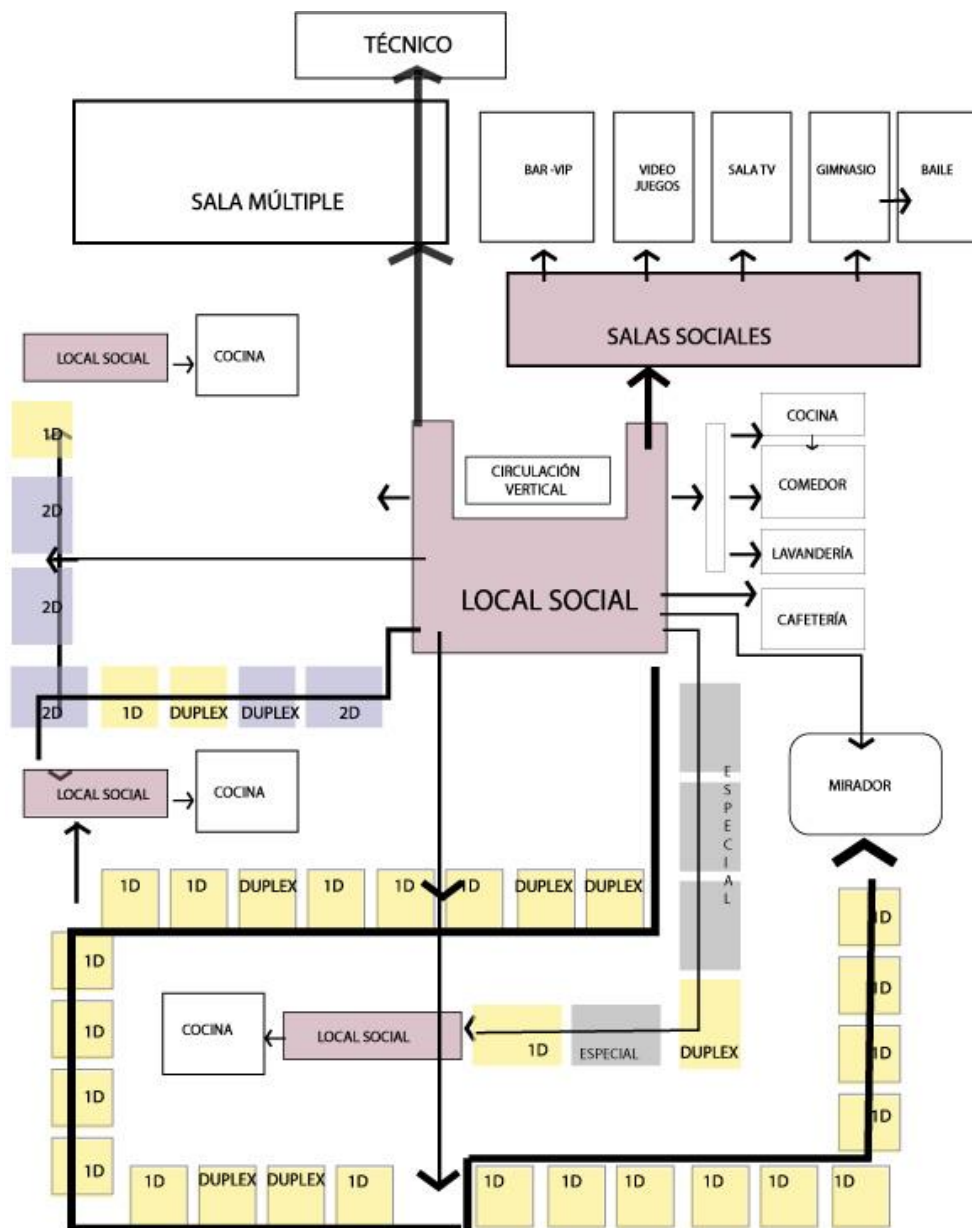 TÉCNICO
SALA MÚLTIPLE
BAR -VIP
VIDEO
JUEGOS
SALA TV
GIMNASIO
BAILE
SALAS SOCIALES
LOCAL SOCIAL
COCINA
1D
2D
2D
2D
1D
DUPLEX
DUPLEX
2D
CIRCULACIÓN
VERTICAL
LOCAL SOCIAL
COCINA
COMEDOR
LAVANDERÍA
CAFETERÍA
MIRADOR
LOCAL SOCIAL
COCINA
ESPECIAL
1D
1D
DUPLEX
1D
1D
1D
DUPLEX
DUPLEX
1D
1D
1D
1D
COCINA
LOCAL SOCIAL
1D
ESPECIAL
DUPLEX
1D
1D
1D
1D
1D
DUPLEX
DUPLEX
1D
1D
1D
1D
1D
1D
1D